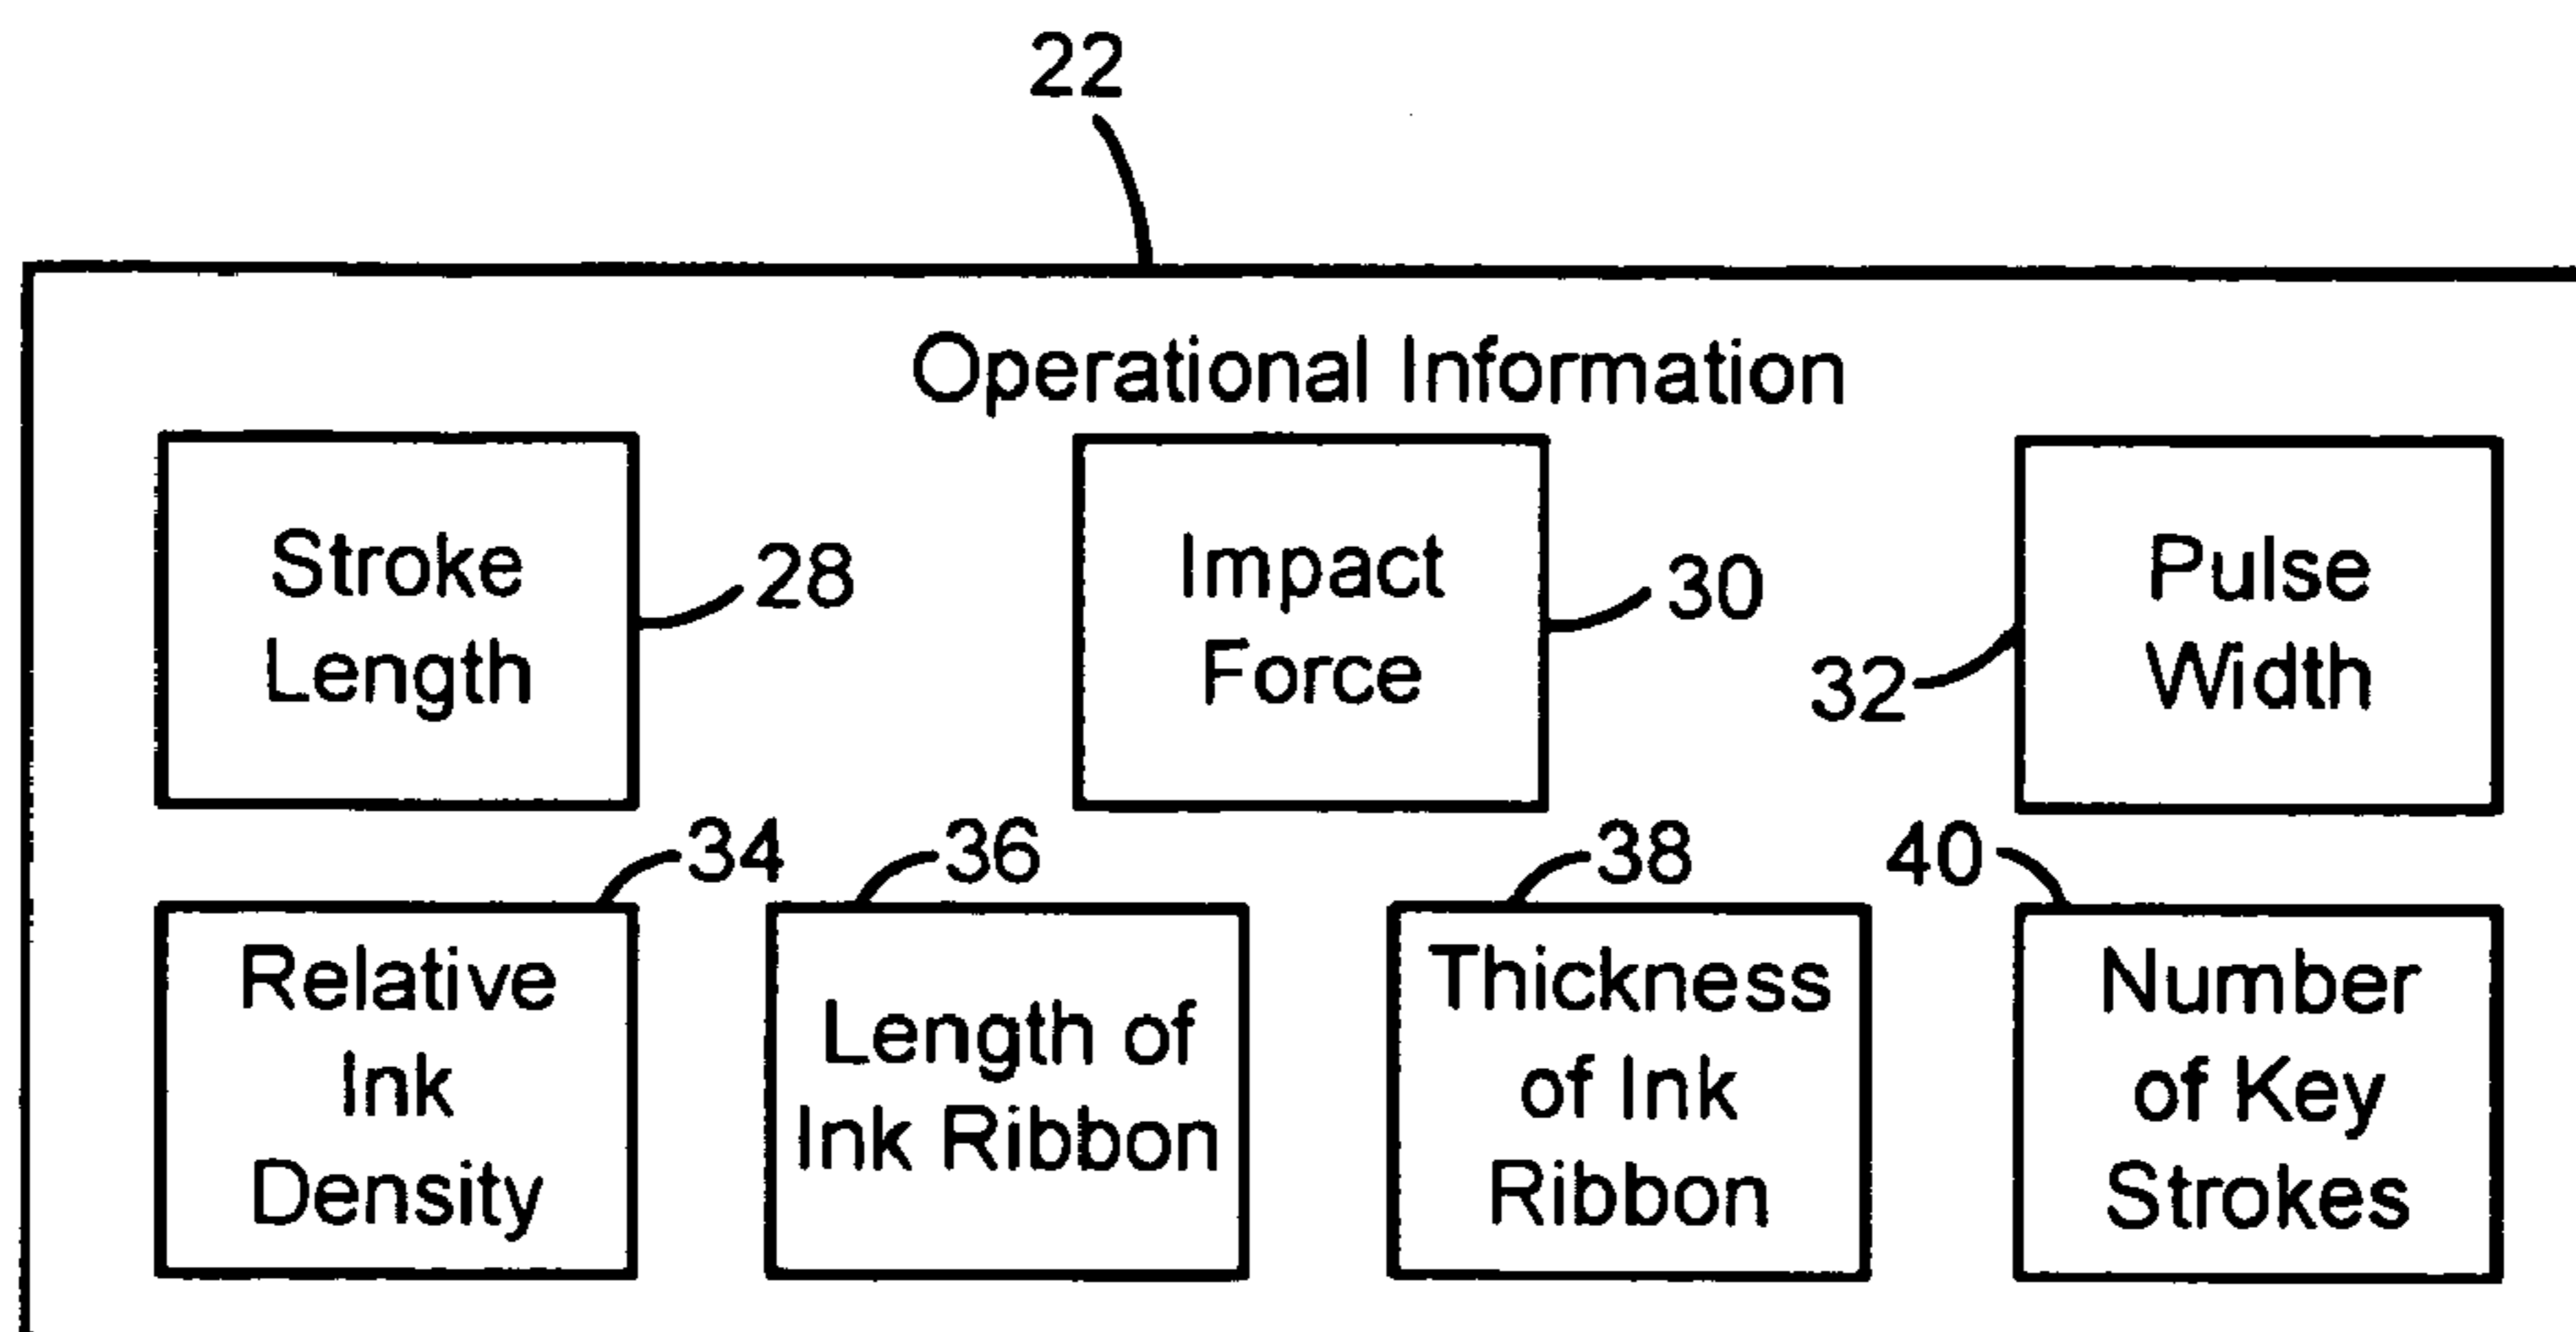 22
Operational Information
Stroke
Length
28
Impact
Force
30
Pulse
Width
32
34
Relative
Ink
Density
36
Length of
Ink Ribbon
38
Thickness
of Ink
Ribbon
40
Number
of Key
Strokes